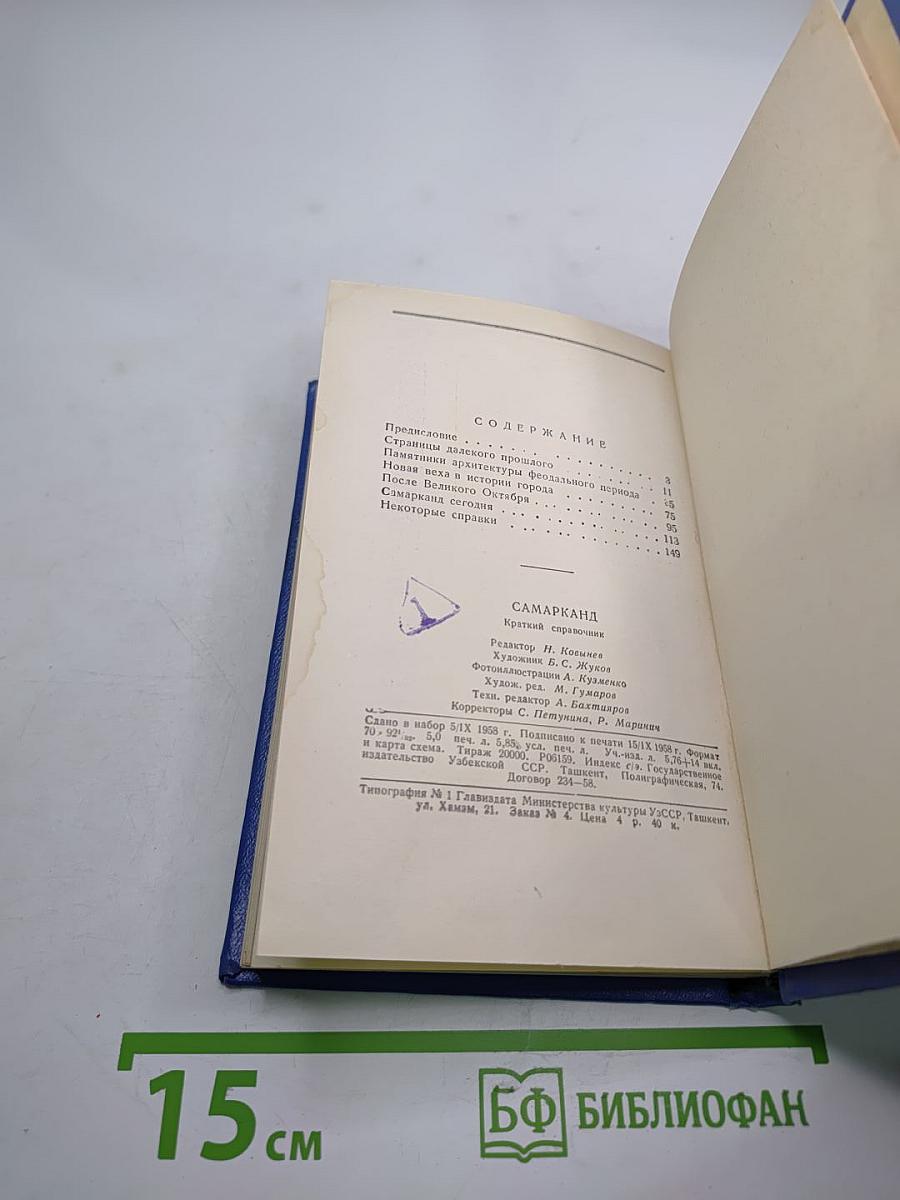 СОДЕРЖАНИЕ
Предисловие . . . . . . . . . . . . . . . 3
Страницы далекого прошлого . . . . . . . 11
Памятники архитектуры феодального периода . 5
Новая веха в истории города . . . . . . . 75
После Великого Октября . . . . . . . . . 95
Самарканд сегодня . . . . . . . . . . . . 113
Некоторые справки . . . . . . . . . . . . 149
САМАРКАНД
Краткий справочник
Редактор Н. Ковынев
Художник Б. С. Жуков
Фотоиллюстрации А. Кузменко
Худож. ред. М. Гумаров
Техн. редактор А. Бахтияров
Корректоры С. Петунина, Р. Маринич
Сдано в набор 5/IX 1958 г. Подписано к печати 15/IX 1958 г. Формат
70×92 1/32. 5,0 печ. л. 5,85 усл. печ. л. Уч.-изд. л. 5,76+14 вкл.
и карта схема. Тираж 20000. Р06159. Индекс с/э. Государственное
издательство Узбекской ССР. Ташкент, Полиграфическая, 74.
Договор 234—58.
Типография № 1 Главиздата Министерства культуры УзССР, Ташкент,
ул. Хамзы, 21. Заказ № 4. Цена 4 р. 40 к.
15 см
БФ БИБЛИОФАН